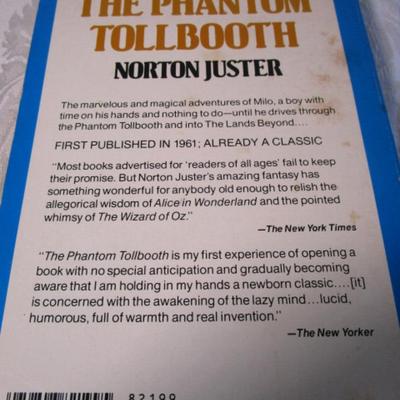 THE PHANTOM
TOLLBOOTH
NORTON JUSTER
The marvelous and magical adventures of Milo, a boy with
time on his hands and nothing to do—until he drives through
the Phantom Tollbooth and into The Lands Beyond....
FIRST PUBLISHED IN 1961; ALREADY A CLASSIC
"Most books advertised for 'readers of all ages' fail to keep
their promise. But Norton Juster's amazing fantasy has
something wonderful for anybody old enough to relish the
allegorical wisdom of Alice in Wonderland and the pointed
whimsy of The Wizard of Oz."
—The New York Times
"The Phantom Tollbooth is my first experience of opening a
book with no special anticipation and gradually becoming
aware that I am holding in my hands a newborn classic....[it]
is concerned with the awakening of the lazy mind...lucid,
humorous, full of warmth and real invention."
—The New Yorker
82199